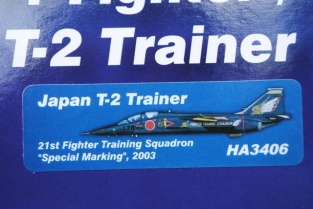 T-2 Trainer
Japan T-2 Trainer
21st Fighter Training Squadron
"Special Marking", 2003
HA3406